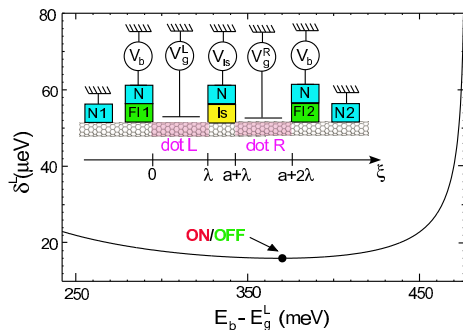 60
40
20
δᴸ(μeV)
V_b
V_g^L
V_Is
V_g^R
V_b
N
N
N
N1
FI 1
Is
FI 2
N2
dot L
dot R
0
λ
a+λ
a+2λ
ξ
ON/OFF
250
350
450
E_b - E_g^L (meV)